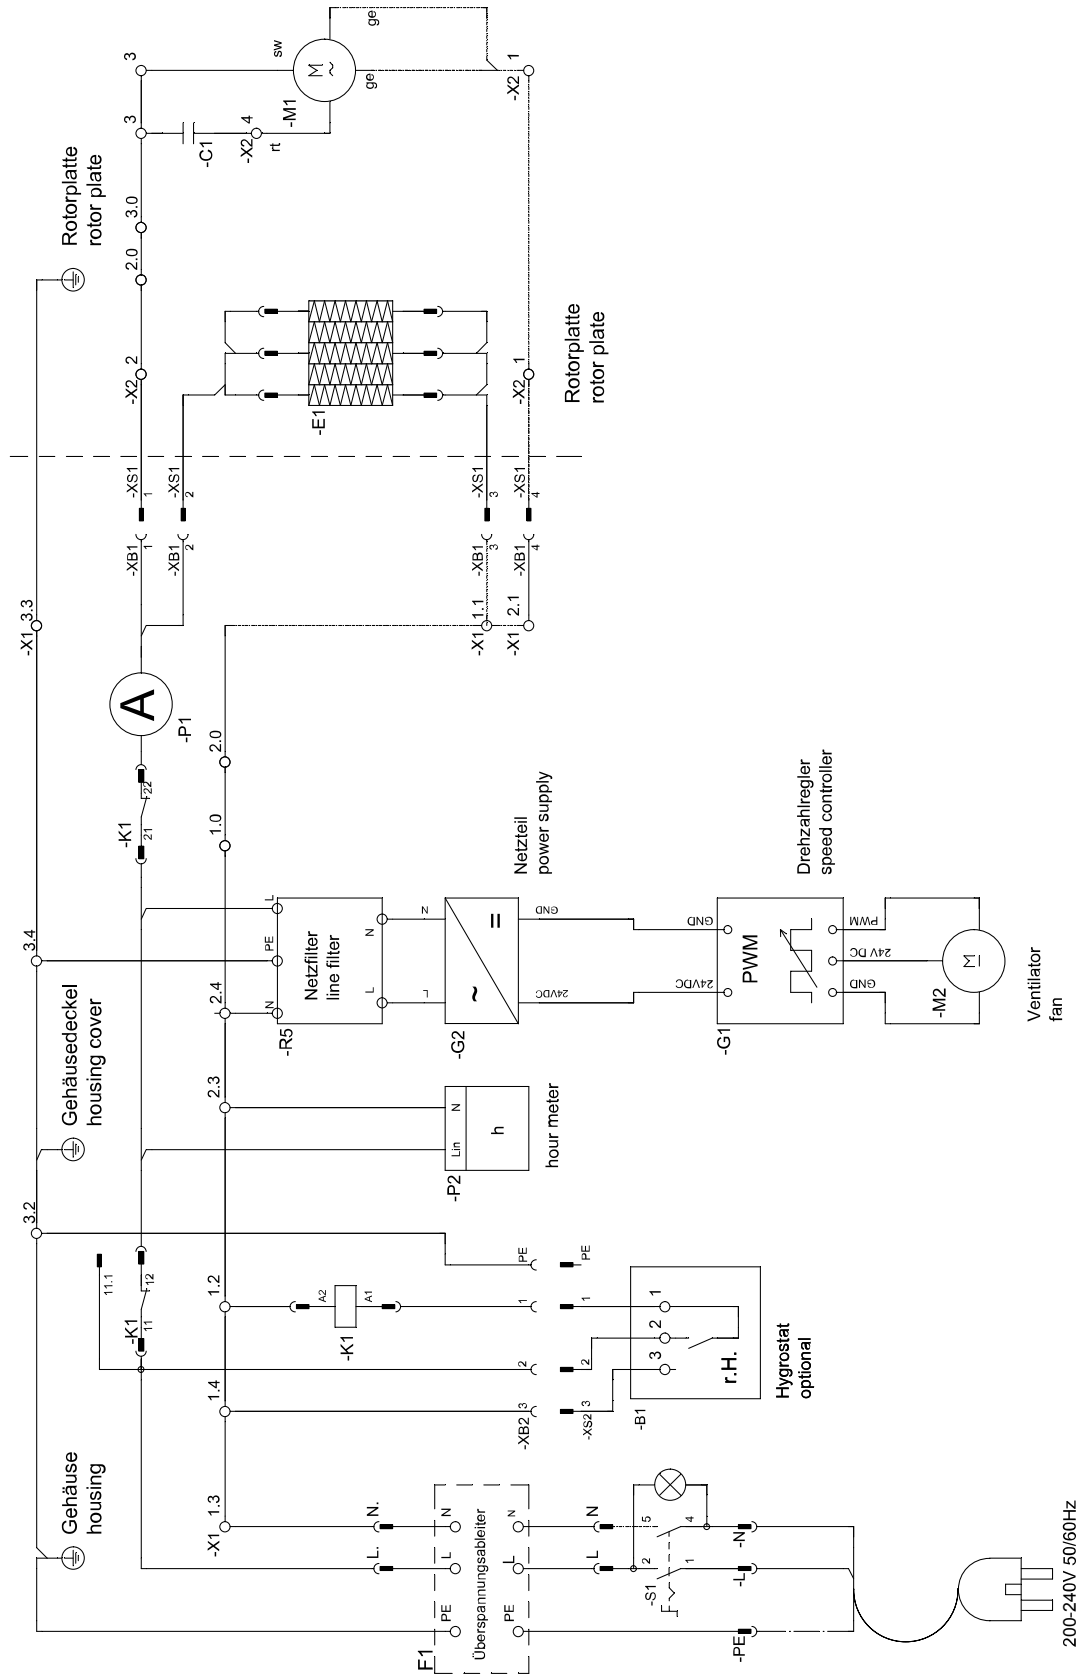 Gehäuse
housing
Gehäusedeckel
housing cover
Rotorplatte
rotor plate
3.2
3.4
-X1 3.3
11.1
-K1
11
12
-K1
21
22
A
-P1
-XB1
1
-XS1
1
-X2 2
2.0
3.0
3
3
-XB1
2
-XS1
2
-C1
-X2 4
rt
-M1
M
~
sw
ge
ge
-X2 1
-E1
-X1 1.3
1.4
1.2
2.3
2.4
1.0
2.0
-X1 1.1
-X1 2.1
-XB1
3
-XS1
3
-XB1
4
-XS1
4
-X2 1
Rotorplatte
rotor plate
-K1
A2
A1
N
PE
L
Netzfilter
line filter
-R5
L
N
L
N
~
=
-G2
Netzteil
power supply
24VDC
GND
24VDC
GND
PWM
-G1
Drehzahlregler
speed controller
GND
24V DC
PWM
M
-M2
Ventilator
fan
Lin
N
h
-P2
hour meter
L.
N.
F1
PE
L
N
Überspannungsableiter
PE
L
N
L
N
-XB2
3
2
1
PE
-XS2
3
2
1
PE
3
2
1
r.H.
-B1
Hygrostat
optional
-S1
2
1
5
4
-PE
-L
-N
200-240V 50/60Hz